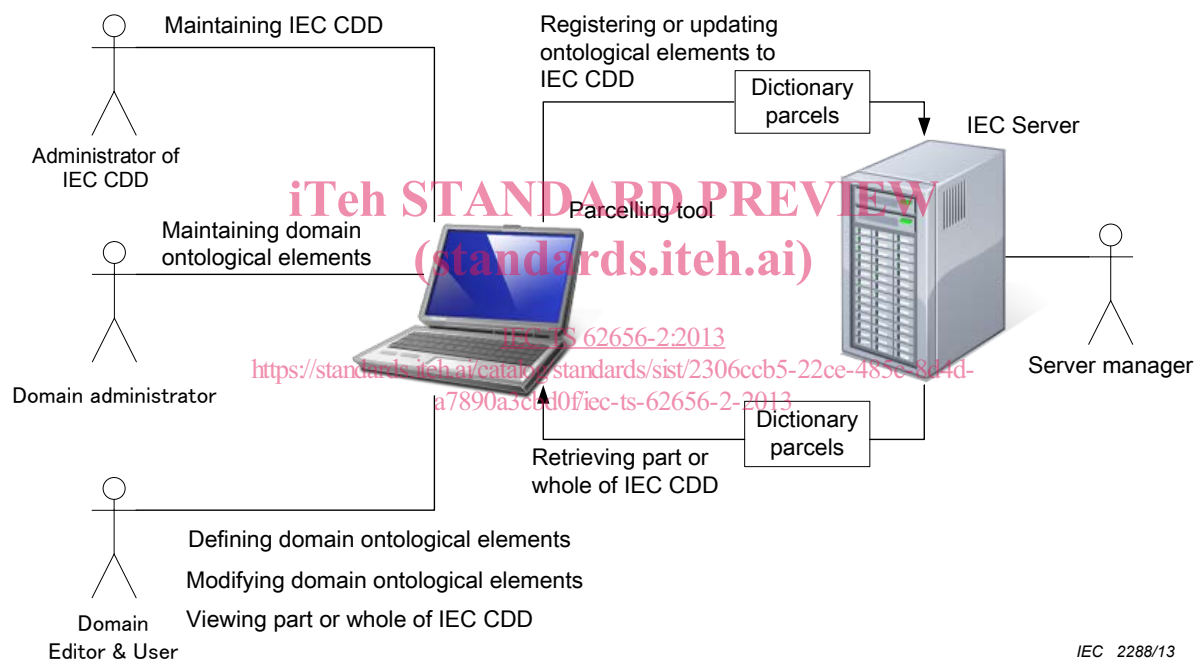 Maintaining IEC CDD
Registering or updating
ontological elements to
IEC CDD
Dictionary
parcels
IEC Server
Administrator of
IEC CDD
iTeh STANDARD PREVIEW
Parcelling tool
Maintaining domain
ontological elements
(standards.iteh.ai)
IEC TS 62656-2:2013
https://standards.iteh.ai/catalog/standards/sist/2306ccb5-22ce-485c-8d4d-
a7890a3cbd0f/iec-ts-62656-2-2013
Server manager
Domain administrator
Dictionary
parcels
Retrieving part or
whole of IEC CDD
Defining domain ontological elements
Modifying domain ontological elements
Viewing part or whole of IEC CDD
Domain
Editor & User
IEC 2288/13